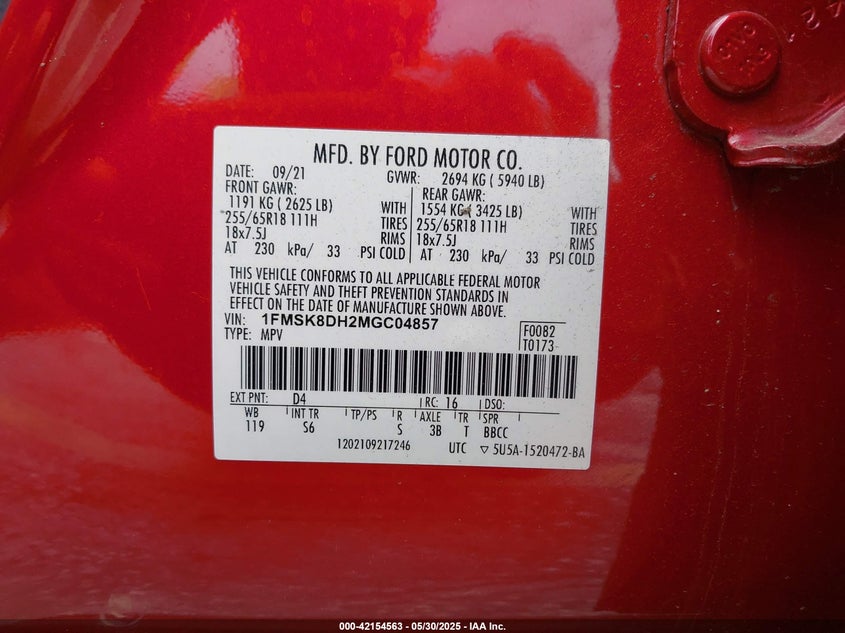 421
MFD. BY FORD MOTOR CO.
DATE: 09/21 GVWR: 2694 KG ( 5940 LB)
FRONT GAWR: REAR GAWR:
1191 KG ( 2625 LB) WITH 1554 KG ( 3425 LB) WITH
255/65R18 111H TIRES 255/65R18 111H TIRES
18x7.5J RIMS 18x7.5J RIMS
AT 230 kPa/ 33 PSI COLD AT 230 kPa/ 33 PSI COLD
THIS VEHICLE CONFORMS TO ALL APPLICABLE FEDERAL MOTOR
VEHICLE SAFETY AND THEFT PREVENTION STANDARDS IN
EFFECT ON THE DATE OF MANUFACTURE SHOWN ABOVE.
VIN: 1FMSK8DH2MGC04857 F0082
TYPE: MPV T0173
EXT PNT: D4 RC: 16 DSO:
WB INT TR TP/PS R AXLE TR SPR
119 S6 S 3B T BBCC
1202109217246 UTC ▽ 5U5A-1520472-BA
000-42154563 - 05/30/2025 - IAA Inc.